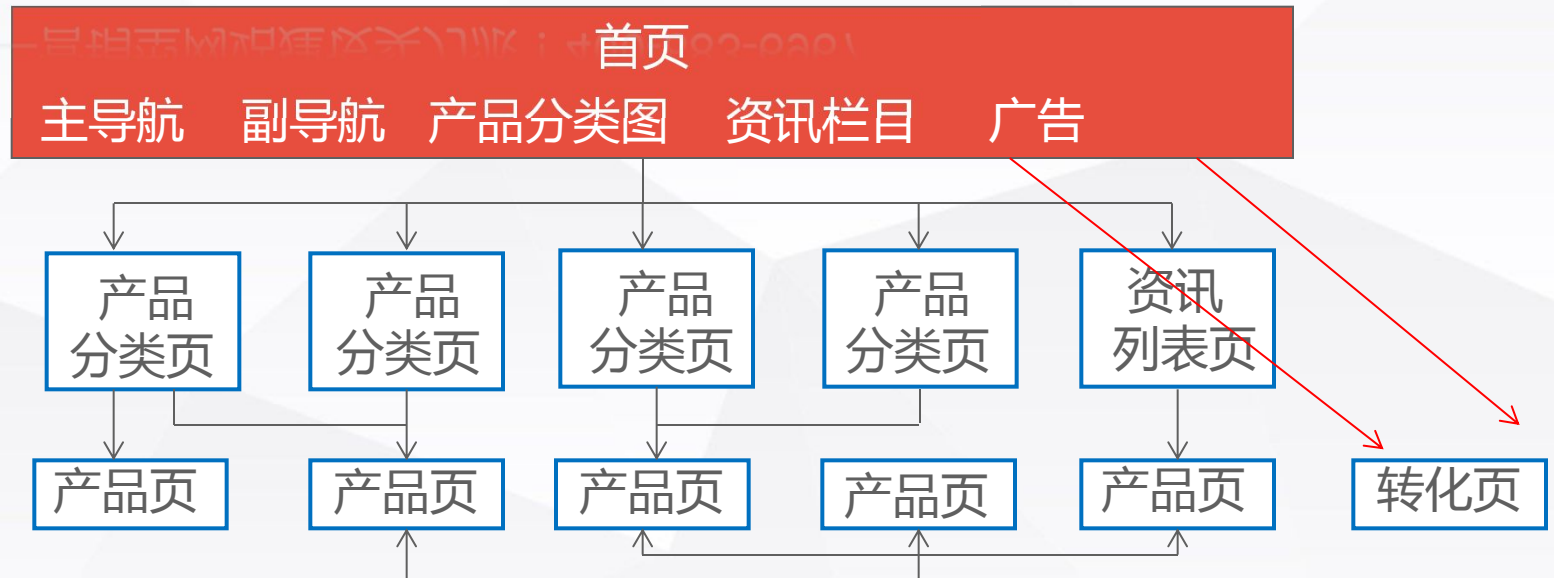 首页
主导航 副导航 产品分类图 资讯栏目 广告
产品
分类页
产品
分类页
产品
分类页
产品
分类页
资讯
列表页
产品页
产品页
产品页
产品页
产品页
转化页